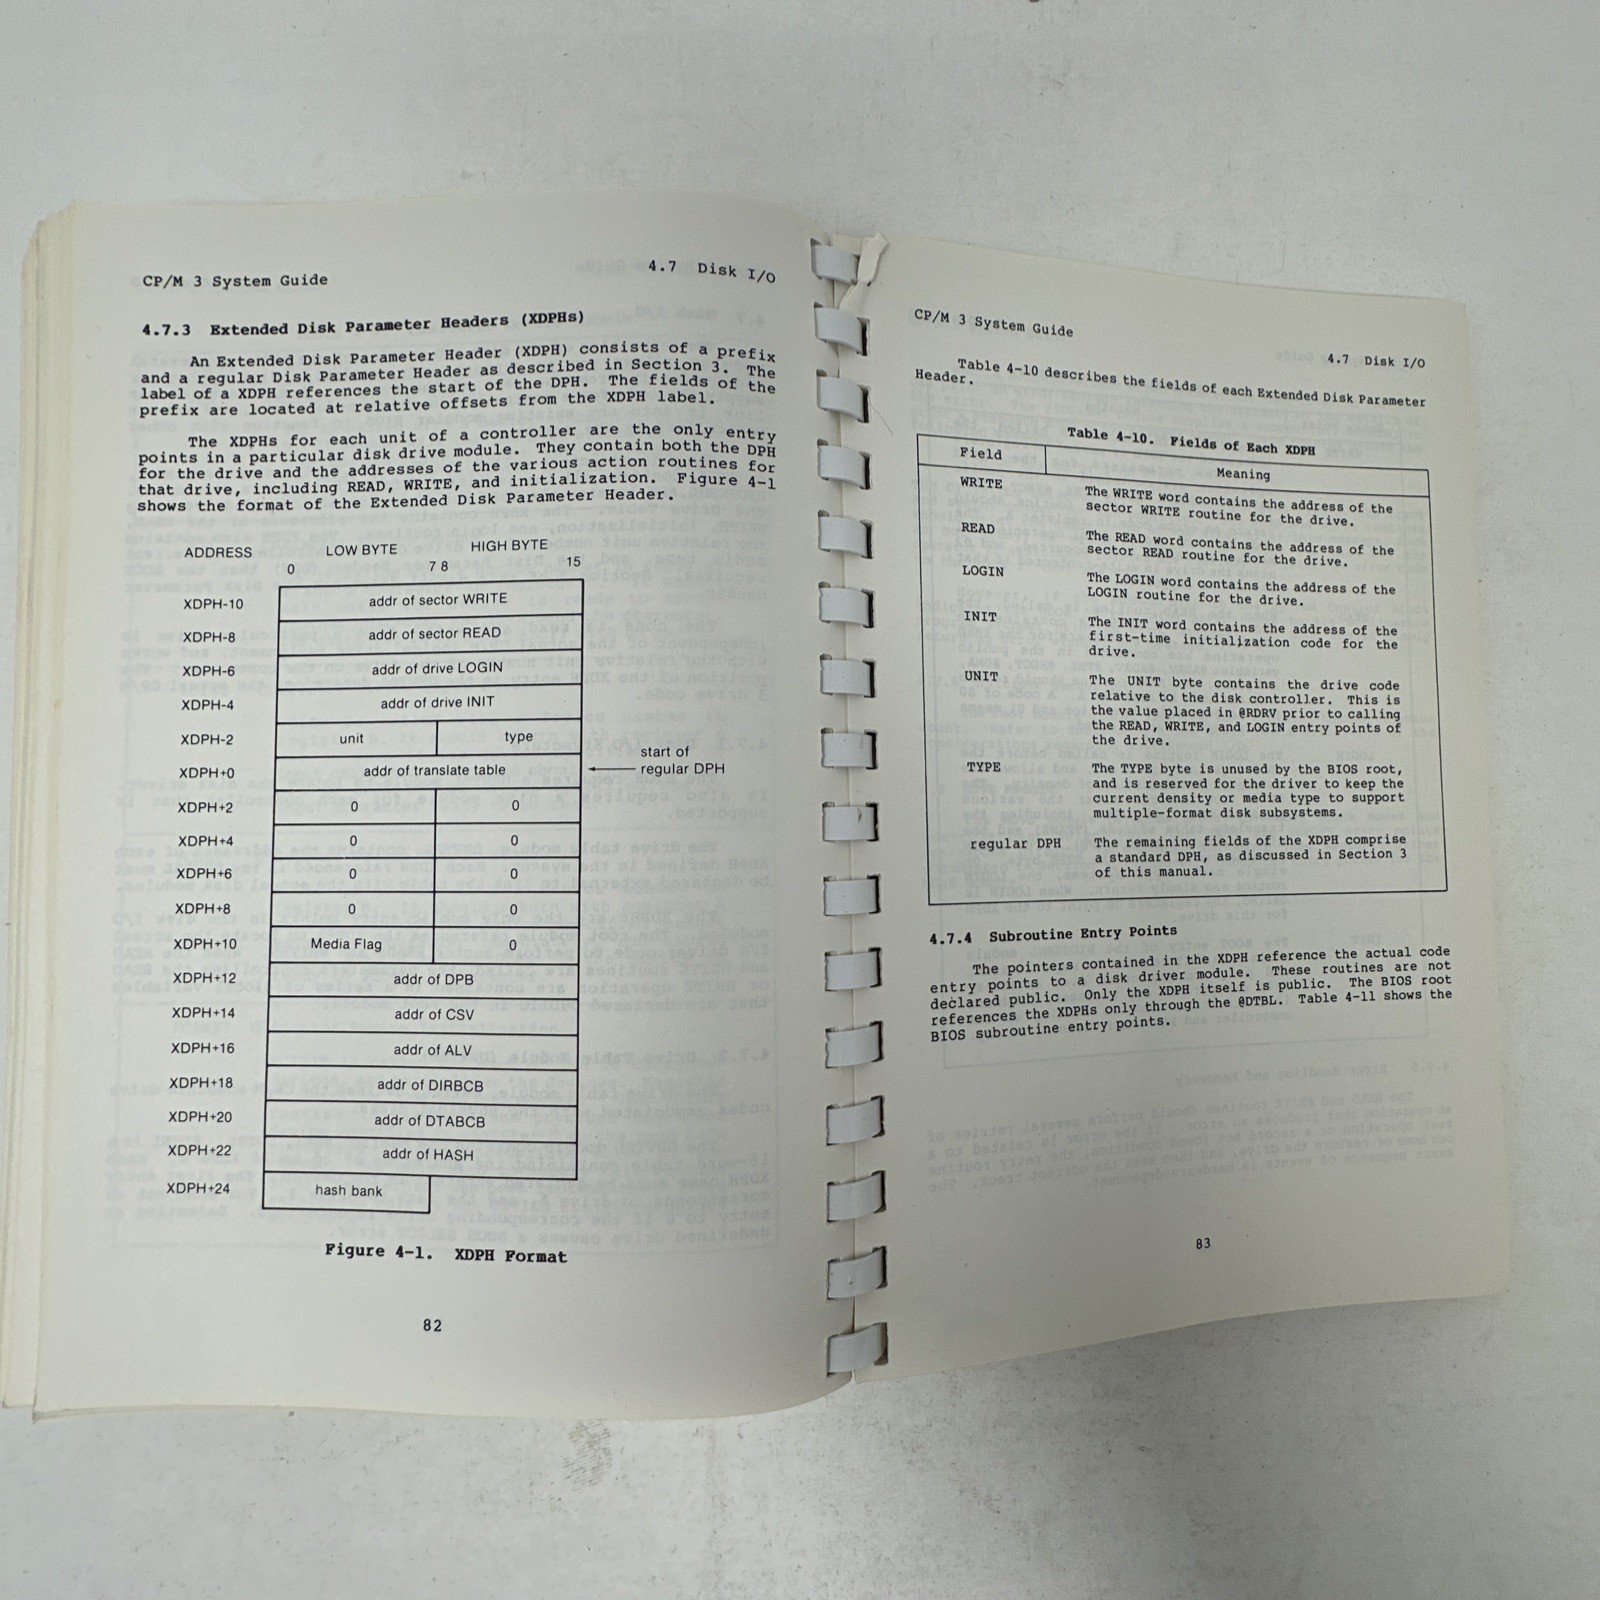 CP/M 3 System Guide
4.7 Disk I/O
4.7.3 Extended Disk Parameter Headers (XDPHs)
An Extended Disk Parameter Header (XDPH) consists of a prefix
and a regular Disk Parameter Header as described in Section 3. The
label of a XDPH references the start of the DPH. The fields of the
prefix are located at relative offsets from the XDPH label.
The XDPHs for each unit of a controller are the only entry
points in a particular disk drive module. They contain both the DPH
for the drive and the addresses of the various action routines for
that drive, including READ, WRITE, and initialization. Figure 4-1
shows the format of the Extended Disk Parameter Header.
ADDRESS LOW BYTE HIGH BYTE
0 7 8 15
XDPH-10 addr of sector WRITE
XDPH-8 addr of sector READ
XDPH-6 addr of drive LOGIN
XDPH-4 addr of drive INIT
XDPH-2 unit type
start of
XDPH+0 addr of translate table regular DPH
XDPH+2 0 0
XDPH+4 0 0
XDPH+6 0 0
XDPH+8 0 0
XDPH+10 Media Flag 0
XDPH+12 addr of DPB
XDPH+14 addr of CSV
XDPH+16 addr of ALV
XDPH+18 addr of DIRBCB
XDPH+20 addr of DTABCB
XDPH+22 addr of HASH
XDPH+24 hash bank
Figure 4-1. XDPH Format
82
CP/M 3 System Guide
4.7 Disk I/O
Table 4-10 describes the fields of each Extended Disk Parameter
Header.
Table 4-10. Fields of Each XDPH
Field Meaning
WRITE The WRITE word contains the address of the
sector WRITE routine for the drive.
READ The READ word contains the address of the
sector READ routine for the drive.
LOGIN The LOGIN word contains the address of the
LOGIN routine for the drive.
INIT The INIT word contains the address of the
first-time initialization code for the
drive.
UNIT The UNIT byte contains the drive code
relative to the disk controller. This is
the value placed in @RDRV prior to calling
the READ, WRITE, and LOGIN entry points of
the drive.
TYPE The TYPE byte is unused by the BIOS root,
and is reserved for the driver to keep the
current density or media type to support
multiple-format disk subsystems.
regular DPH The remaining fields of the XDPH comprise
a standard DPH, as discussed in Section 3
of this manual.
4.7.4 Subroutine Entry Points
The pointers contained in the XDPH reference the actual code
entry points to a disk driver module. These routines are not
declared public. Only the XDPH itself is public. The BIOS root
references the XDPHs only through the @DTBL. Table 4-11 shows the
BIOS subroutine entry points.
83